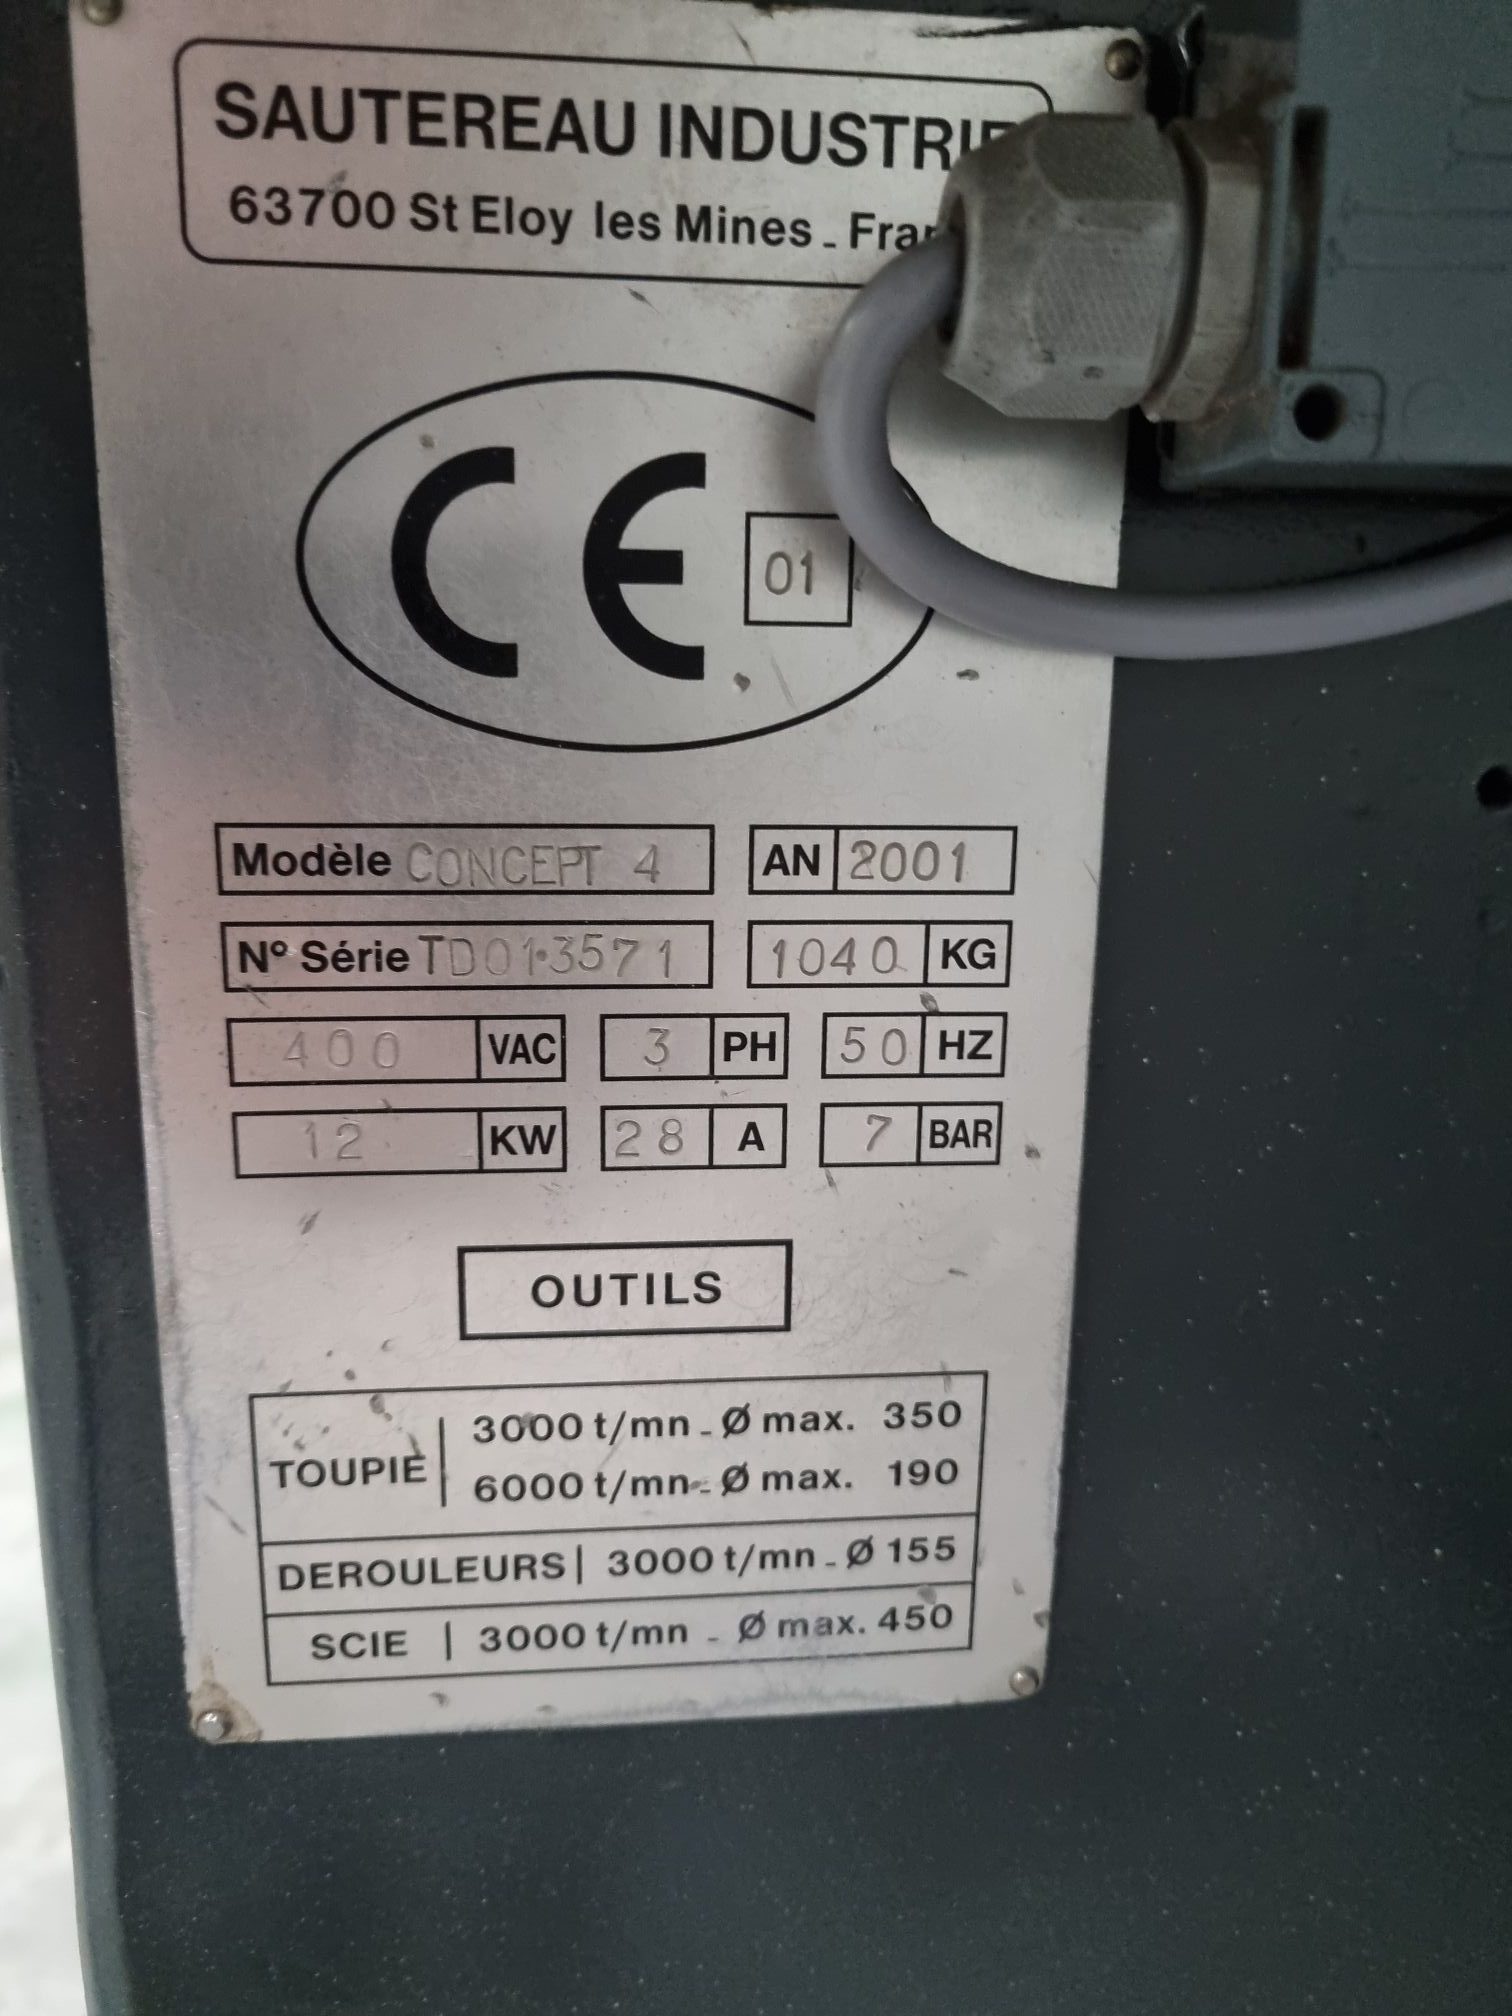 SAUTEREAU INDUSTRI
63700 St Eloy les Mines - Fra
CE 01
Modèle CONCEPT 4 AN 2001
N° Série TD01·3571 1040 KG
400 VAC 3 PH 50 HZ
12 KW 28 A 7 BAR
OUTILS
TOUPIE 3000 t/mn - Ø max. 350
6000 t/mn - Ø max. 190
DEROULEURS 3000 t/mn - Ø 155
SCIE 3000 t/mn - Ø max. 450